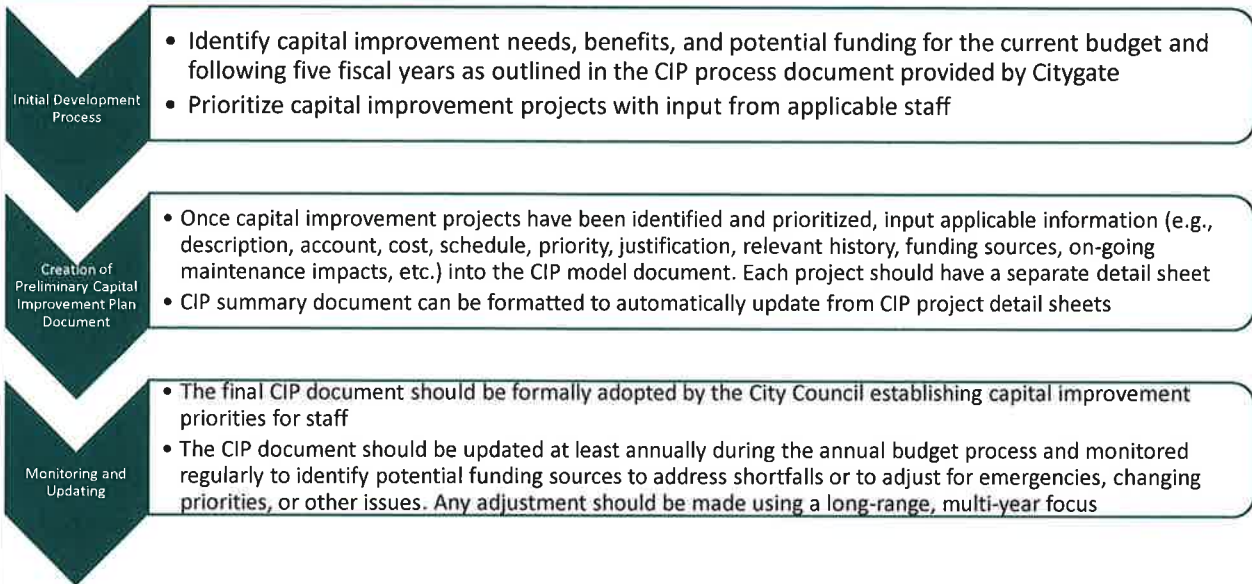 Initial Development
Process
• Identify capital improvement needs, benefits, and potential funding for the current budget and
following five fiscal years as outlined in the CIP process document provided by Citygate
• Prioritize capital improvement projects with input from applicable staff
Creation of
Preliminary Capital
Improvement Plan
Document
• Once capital improvement projects have been identified and prioritized, input applicable information (e.g.,
description, account, cost, schedule, priority, justification, relevant history, funding sources, on-going
maintenance impacts, etc.) into the CIP model document. Each project should have a separate detail sheet
• CIP summary document can be formatted to automatically update from CIP project detail sheets
Monitoring and
Updating
• The final CIP document should be formally adopted by the City Council establishing capital improvement
priorities for staff
• The CIP document should be updated at least annually during the annual budget process and monitored
regularly to identify potential funding sources to address shortfalls or to adjust for emergencies, changing
priorities, or other issues. Any adjustment should be made using a long-range, multi-year focus